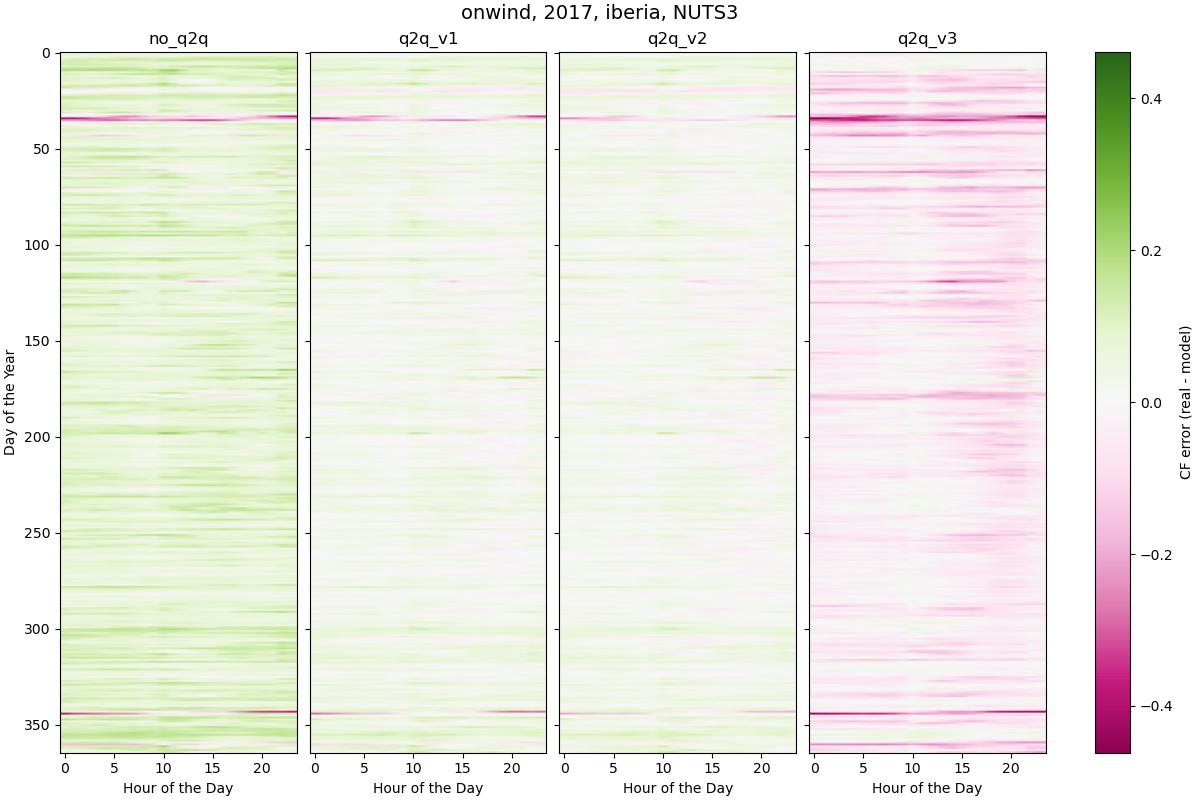 onwind, 2017, iberia, NUTS3
no_q2q
q2q_v1
q2q_v2
q2q_v3
Day of the Year
0
50
100
150
200
250
300
350
0 5 10 15 20
0 5 10 15 20
0 5 10 15 20
0 5 10 15 20
Hour of the Day
Hour of the Day
Hour of the Day
Hour of the Day
0.4
0.2
0.0
−0.2
−0.4
CF error (real - model)